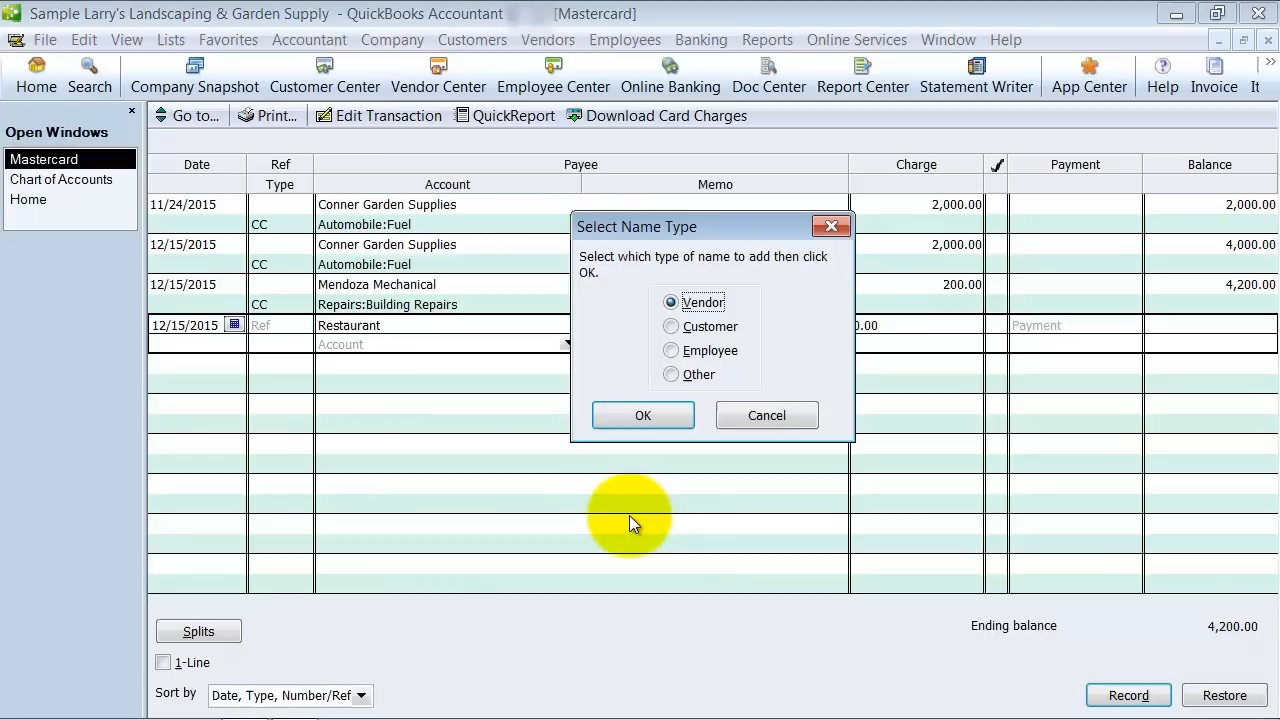 Sample Larry's Landscaping & Garden Supply - QuickBooks Accountant [Mastercard]
File Edit View Lists Favorites Accountant Company Customers Vendors Employees Banking Reports Online Services Window Help
Home Search Company Snapshot Customer Center Vendor Center Employee Center Online Banking Doc Center Report Center Statement Writer App Center Help Invoice It
Open Windows
Mastercard
Chart of Accounts
Home
Go to... Print... Edit Transaction QuickReport Download Card Charges
Date Ref Payee Charge ✓ Payment Balance
Type Account Memo
11/24/2015 Conner Garden Supplies 2,000.00 2,000.00
CC Automobile:Fuel
12/15/2015 Conner Garden Supplies 2,000.00 4,000.00
CC Automobile:Fuel
12/15/2015 Mendoza Mechanical 200.00 4,200.00
CC Repairs:Building Repairs
12/15/2015 Ref Restaurant 0.00 Payment
Account
Select Name Type
Select which type of name to add then click
OK.
Vendor
Customer
Employee
Other
OK Cancel
Splits
Ending balance 4,200.00
1-Line
Sort by Date, Type, Number/Ref
Record Restore